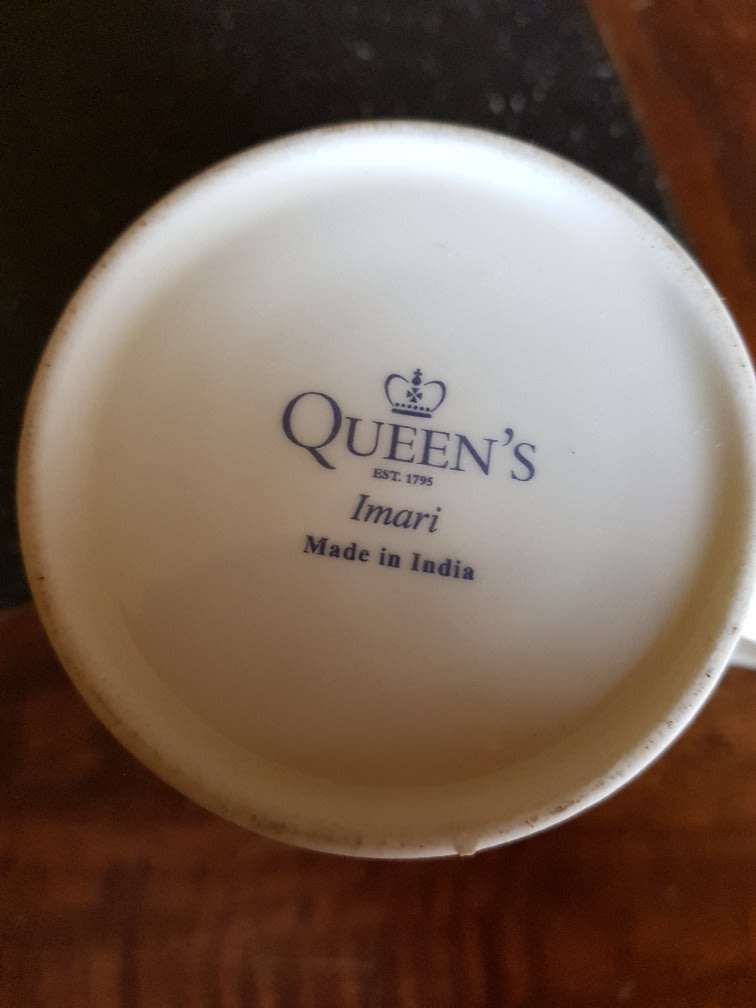 QUEEN'S
EST. 1795
Imari
Made in India